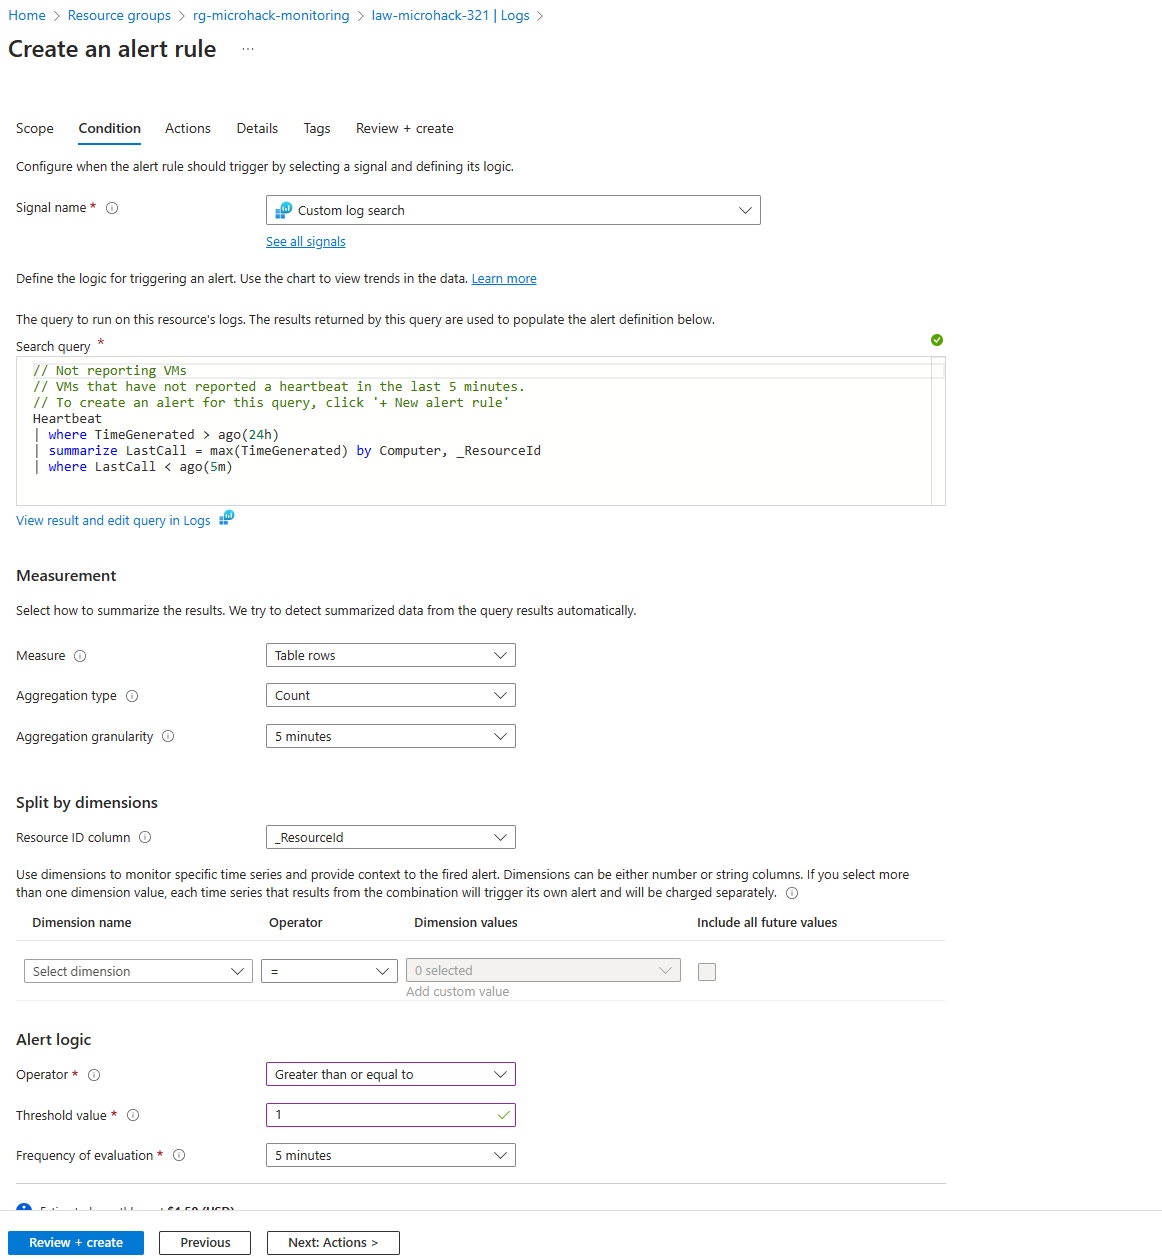 Home > Resource groups > rg-microhack-monitoring > law-microhack-321 | Logs >
Create an alert rule ...
Scope Condition Actions Details Tags Review + create
Configure when the alert rule should trigger by selecting a signal and defining its logic.
Signal name * Custom log search
See all signals
Define the logic for triggering an alert. Use the chart to view trends in the data. Learn more
The query to run on this resource's logs. The results returned by this query are used to populate the alert definition below.
Search query *
// Not reporting VMs
// VMs that have not reported a heartbeat in the last 5 minutes.
// To create an alert for this query, click '+ New alert rule'
Heartbeat
| where TimeGenerated > ago(24h)
| summarize LastCall = max(TimeGenerated) by Computer, _ResourceId
| where LastCall < ago(5m)
View result and edit query in Logs
Measurement
Select how to summarize the results. We try to detect summarized data from the query results automatically.
Measure Table rows
Aggregation type Count
Aggregation granularity 5 minutes
Split by dimensions
Resource ID column _ResourceId
Use dimensions to monitor specific time series and provide context to the fired alert. Dimensions can be either number or string columns. If you select more
than one dimension value, each time series that results from the combination will trigger its own alert and will be charged separately.
Dimension name Operator Dimension values Include all future values
Select dimension = 0 selected
Add custom value
Alert logic
Operator * Greater than or equal to
Threshold value * 1
Frequency of evaluation * 5 minutes
$1.50 (USD)
Review + create Previous Next: Actions >